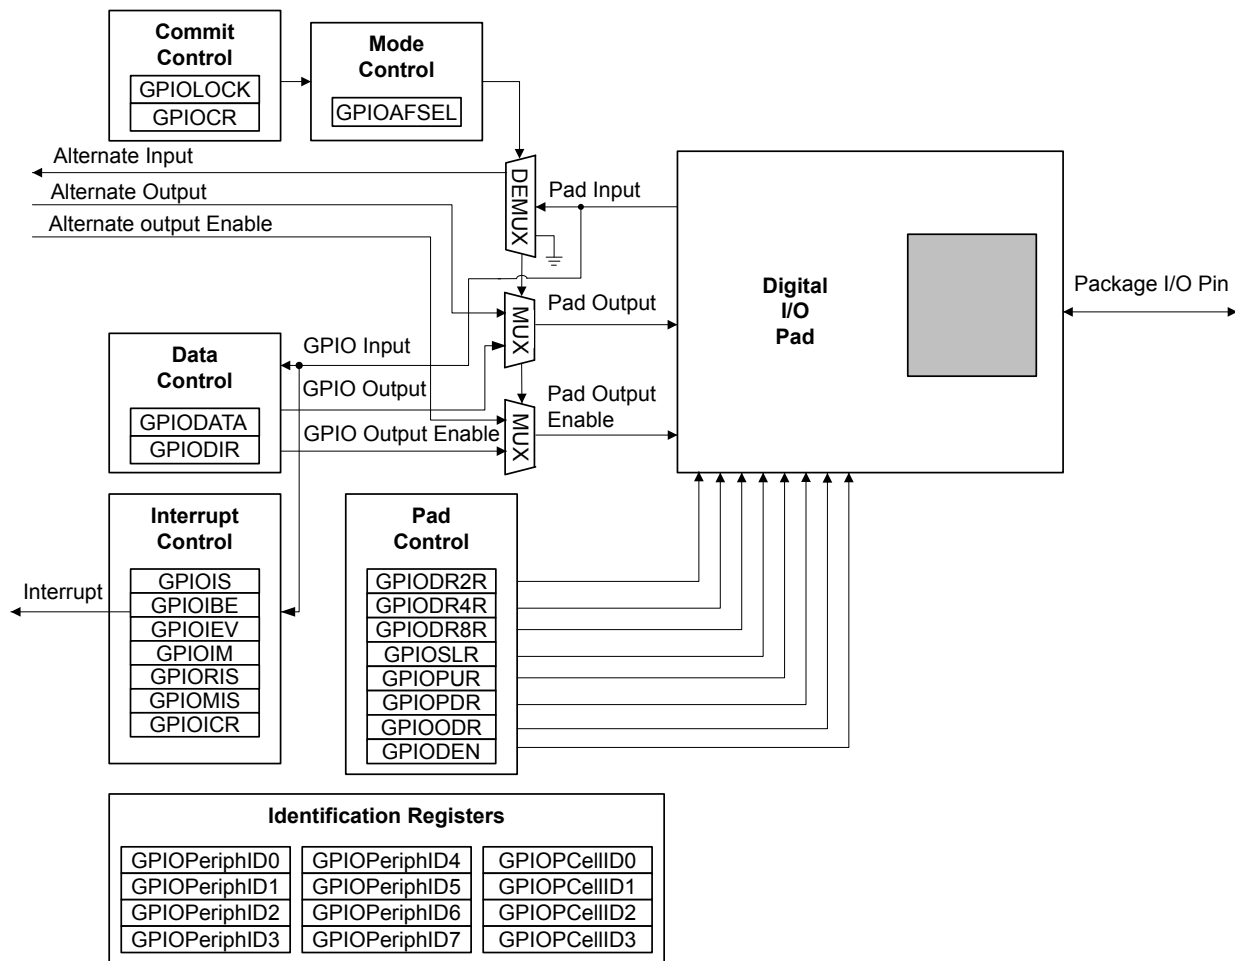 Commit
Control
GPIOLOCK
GPIOCR
Mode
Control
GPIOAFSEL
Alternate Input
Alternate Output
Alternate output Enable
DEMUX
Pad Input
MUX
Pad Output
MUX
Pad Output
Enable
Digital
I/O
Pad
Package I/O Pin
Data
Control
GPIODATA
GPIODIR
GPIO Input
GPIO Output
GPIO Output Enable
Interrupt
Control
GPIOIS
GPIOIBE
GPIOIEV
GPIOIM
GPIORIS
GPIOMIS
GPIOICR
Interrupt
Pad
Control
GPIODR2R
GPIODR4R
GPIODR8R
GPIOSLR
GPIOPUR
GPIOPDR
GPIOODR
GPIODEN
Identification Registers
GPIOPeriphID0
GPIOPeriphID1
GPIOPeriphID2
GPIOPeriphID3
GPIOPeriphID4
GPIOPeriphID5
GPIOPeriphID6
GPIOPeriphID7
GPIOPCellID0
GPIOPCellID1
GPIOPCellID2
GPIOPCellID3